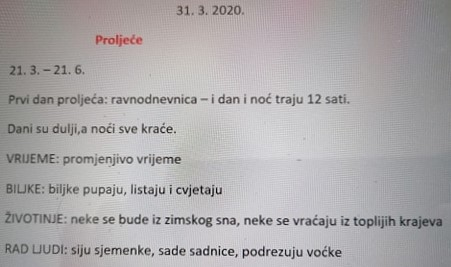 31. 3. 2020.
Proljeće
21. 3. – 21. 6.
Prvi dan proljeća: ravnodnevnica – i dan i noć traju 12 sati.
Dani su dulji,a noći sve kraće.
VRIJEME: promjenjivo vrijeme
BILJKE: biljke pupaju, listaju i cvjetaju
ŽIVOTINJE: neke se bude iz zimskog sna, neke se vraćaju iz toplijih krajeva
RAD LJUDI: siju sjemenke, sade sadnice, podrezuju voćke